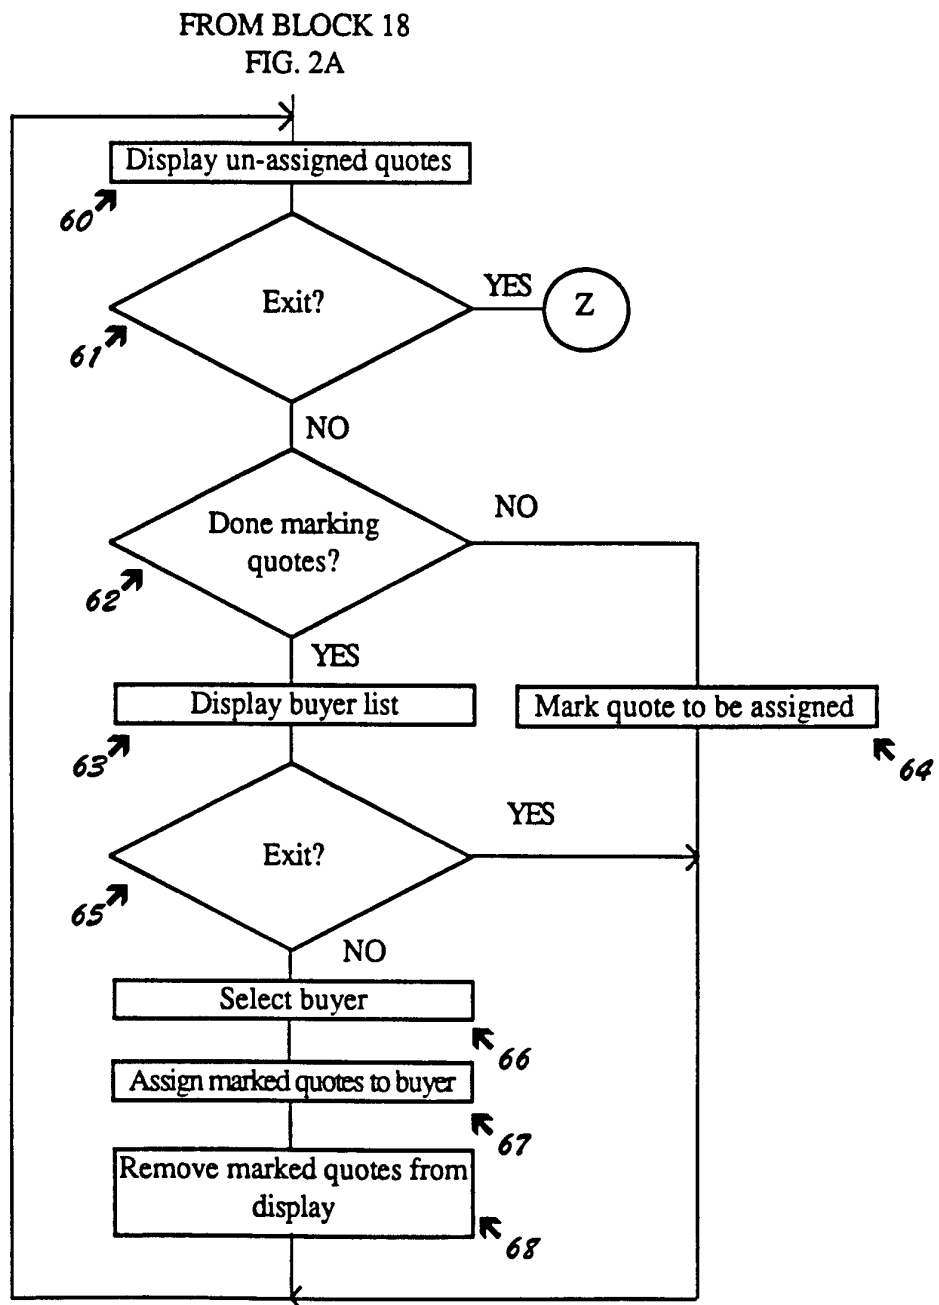 FROM BLOCK 18
FIG. 2A
Display un-assigned quotes
60
Exit?
YES
Z
61
NO
Done marking
quotes?
NO
62
YES
Display buyer list
Mark quote to be assigned
63
64
Exit?
YES
65
NO
Select buyer
66
Assign marked quotes to buyer
67
Remove marked quotes from
display
68